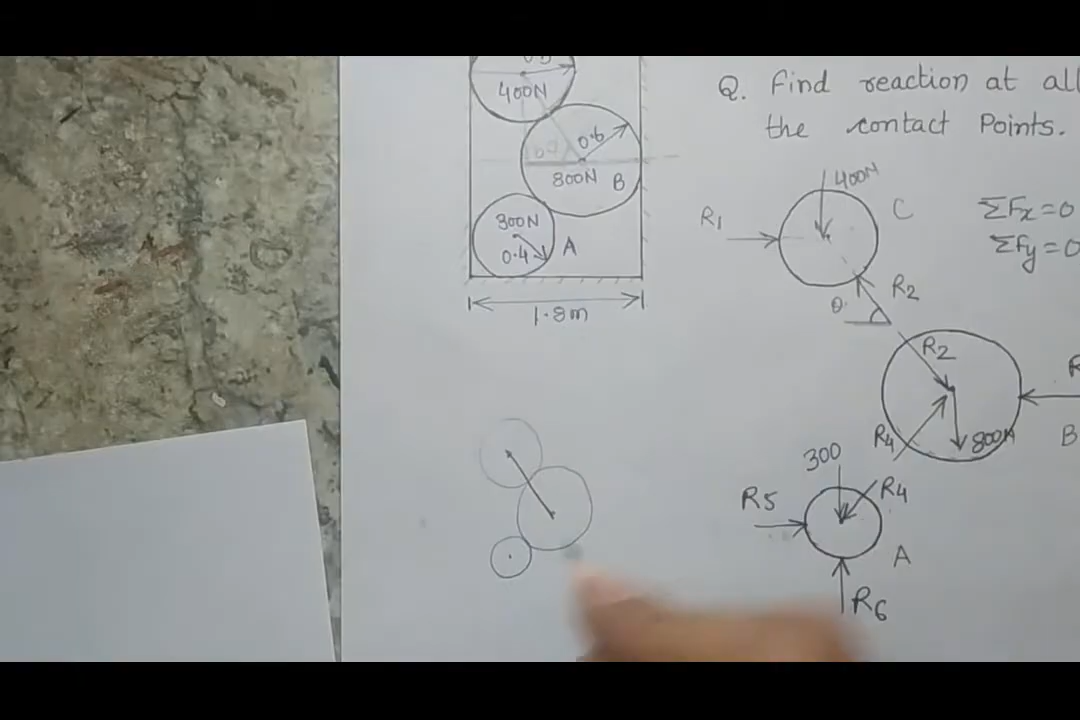 400N
0.6
800N B
300N
0.4
A
1.8m
Q. Find reaction at all
the contact Points.
400N
C
R1
R2
θ
ΣFx=0
ΣFy=0
R2
R4
800N
B
300
R5
R4
A
R6